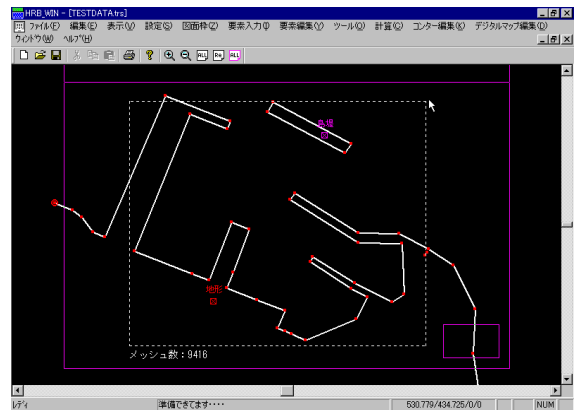 HRB_WIN - [TESTDATA.trs]
ファイル(F) 編集(E) 表示(V) 設定(S) 図面枠(Z) 要素入力(I) 要素編集(Y) ツール(O) 計算(C) コンター編集(K) デジタルマップ編集(D)
ウィンドウ(W) ヘルプ(H)
ALL Re ALL
島堤
地形
メッシュ数:9416
レディ 準備できてます・・・・ 530.779/434.725/0/0 NUM